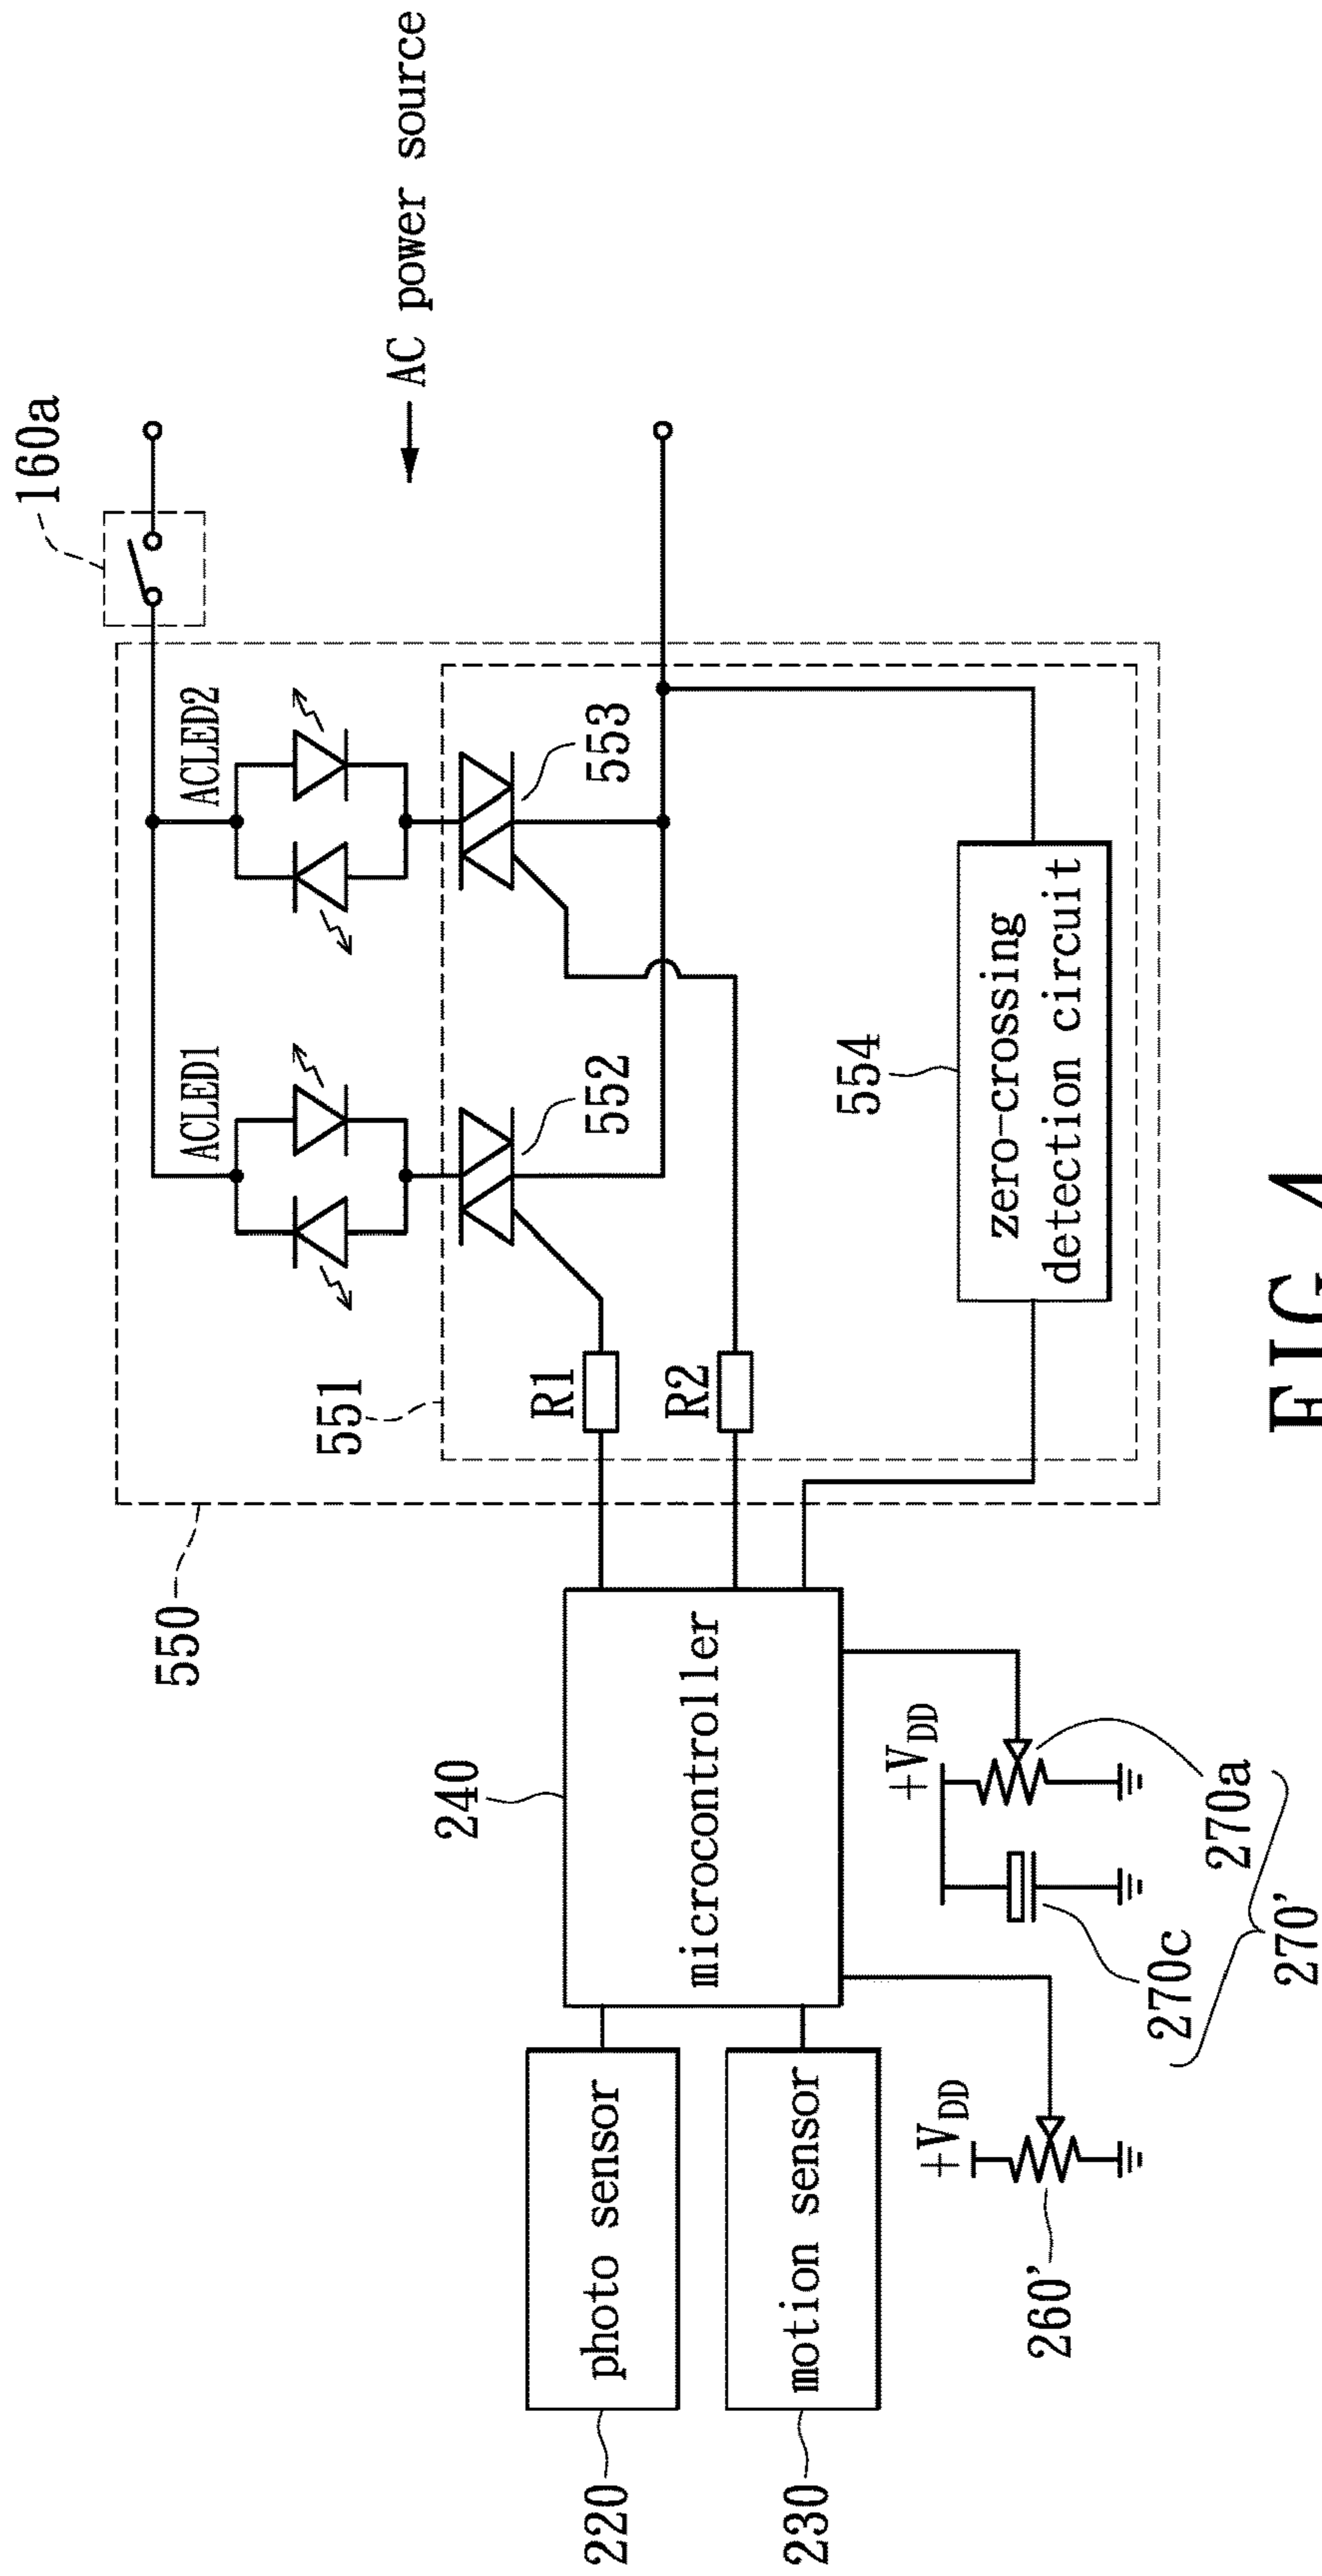 160a
AC power source
550
ACLED1
ACLED2
551
R1
552
553
R2
554
zero-crossing
detection circuit
240
microcontroller
220
photo sensor
230
motion sensor
+VDD
260'
+VDD
270c
270a
270'
FIG. 4